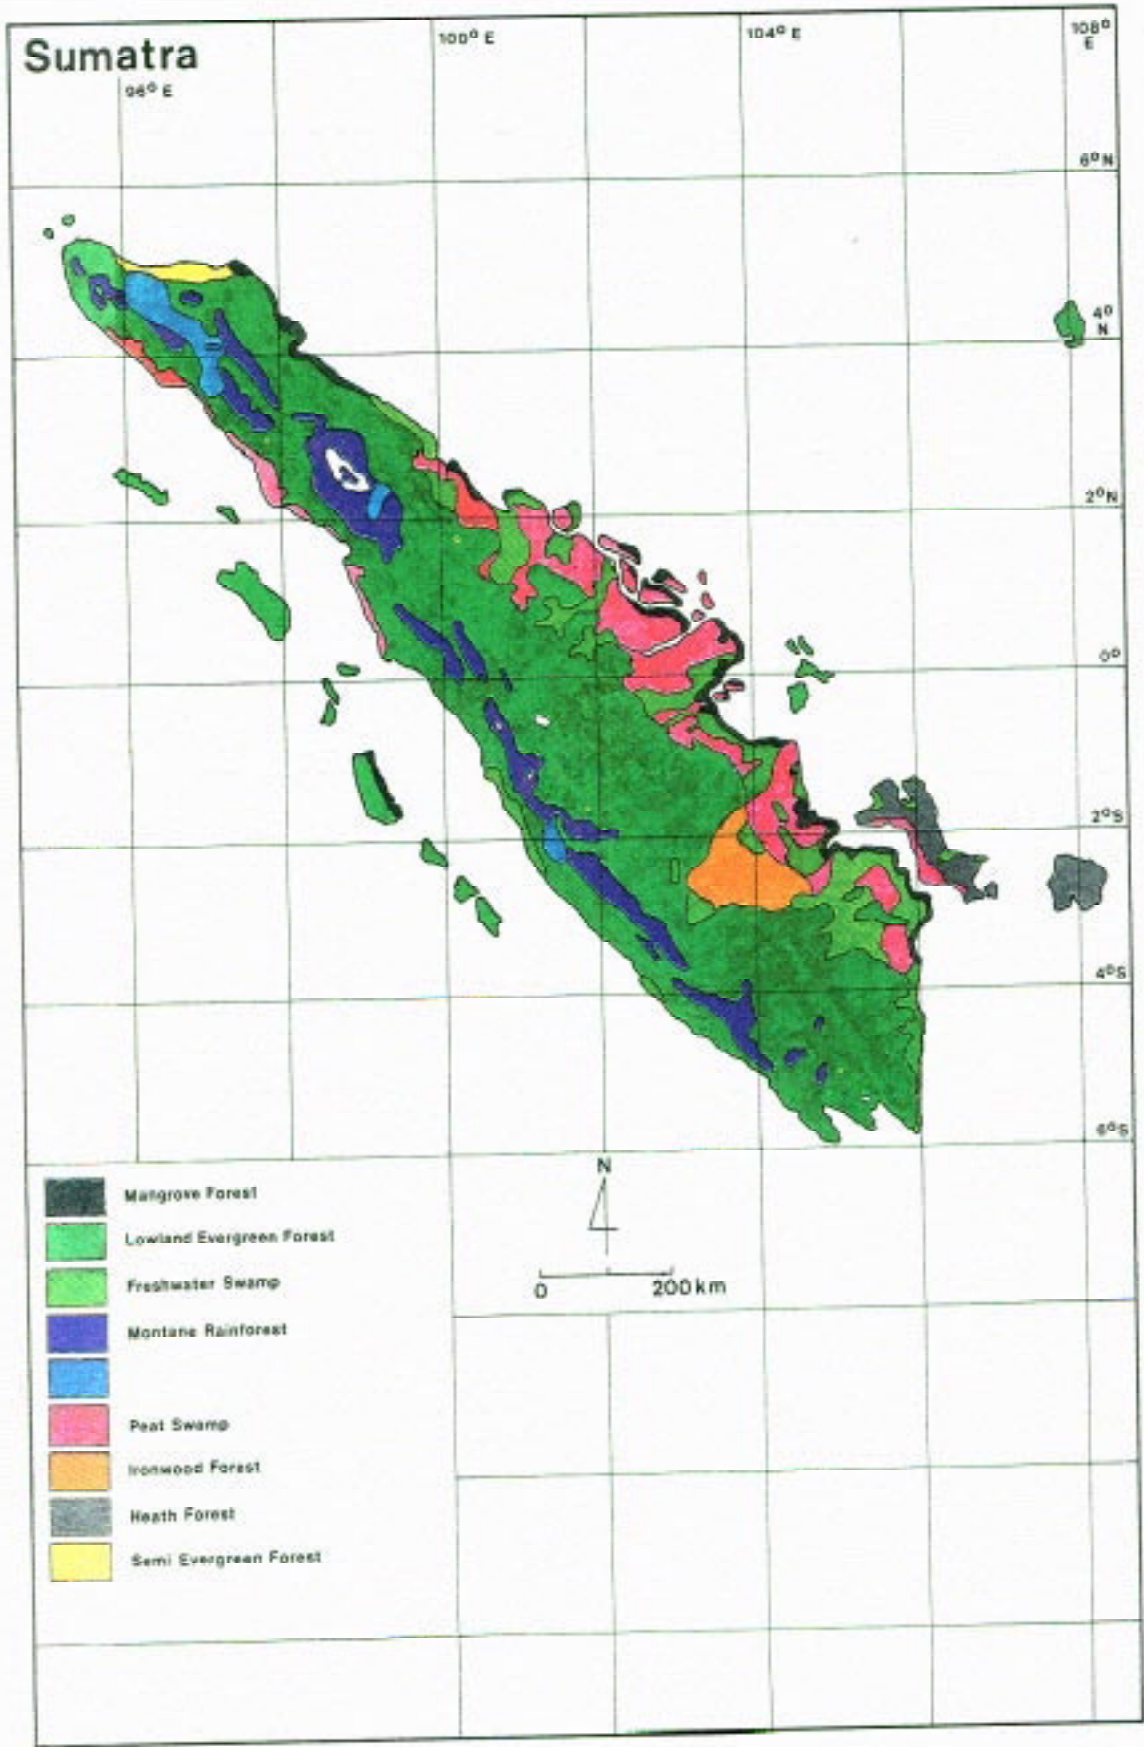 Sumatra
96° E
100° E
104° E
108°
E
6° N
4°
N
2° N
0°
2° S
4° S
6° S
N
0 200 km
Mangrove Forest
Lowland Evergreen Forest
Freshwater Swamp
Montane Rainforest
Peat Swamp
Ironwood Forest
Heath Forest
Semi Evergreen Forest